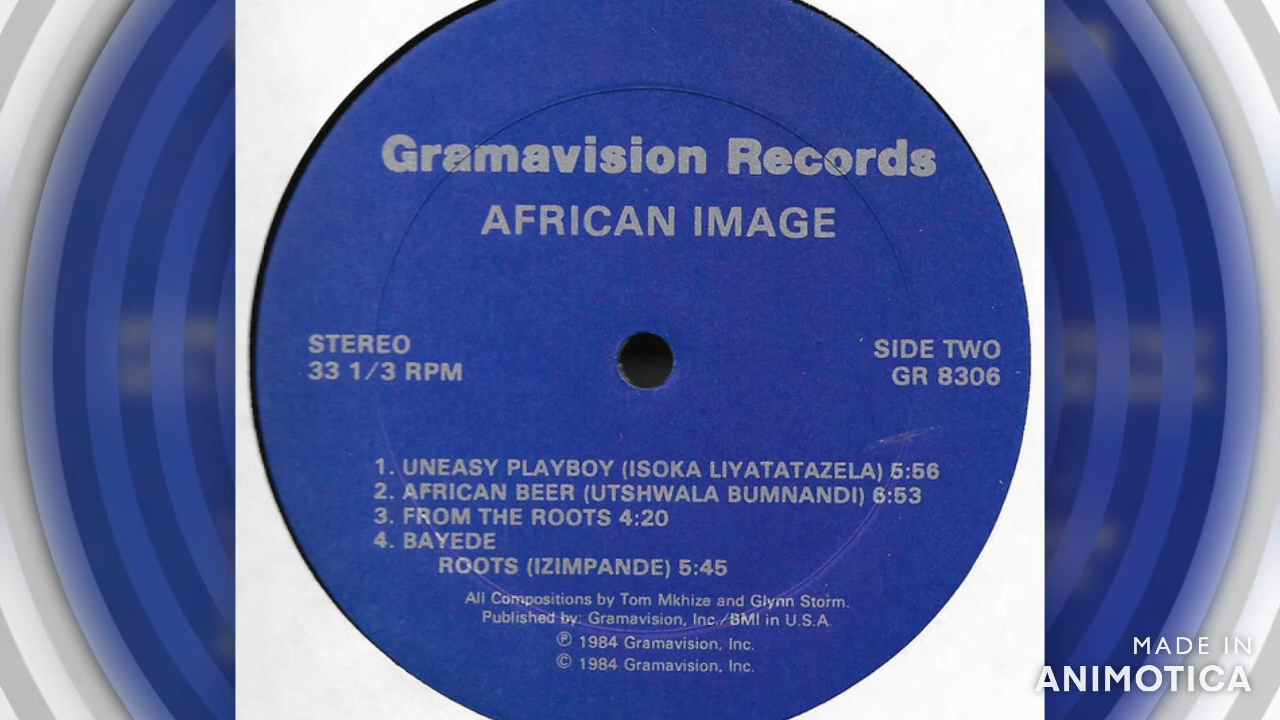 Gramavision Records
AFRICAN IMAGE
STEREO
33 1/3 RPM
SIDE TWO
GR 8306
1. UNEASY PLAYBOY (ISOKA LIYATATAZELA) 5:56
2. AFRICAN BEER (UTSHWALA BUMNANDI) 6:53
3. FROM THE ROOTS 4:20
4. BAYEDE
ROOTS (IZIMPANDE) 5:45
All Compositions by Tom Mkhize and Glynn Storm.
Published by: Gramavision, Inc./BMI in U.S.A.
℗ 1984 Gramavision, Inc.
© 1984 Gramavision, Inc.
MADE IN
ANIMOTICA